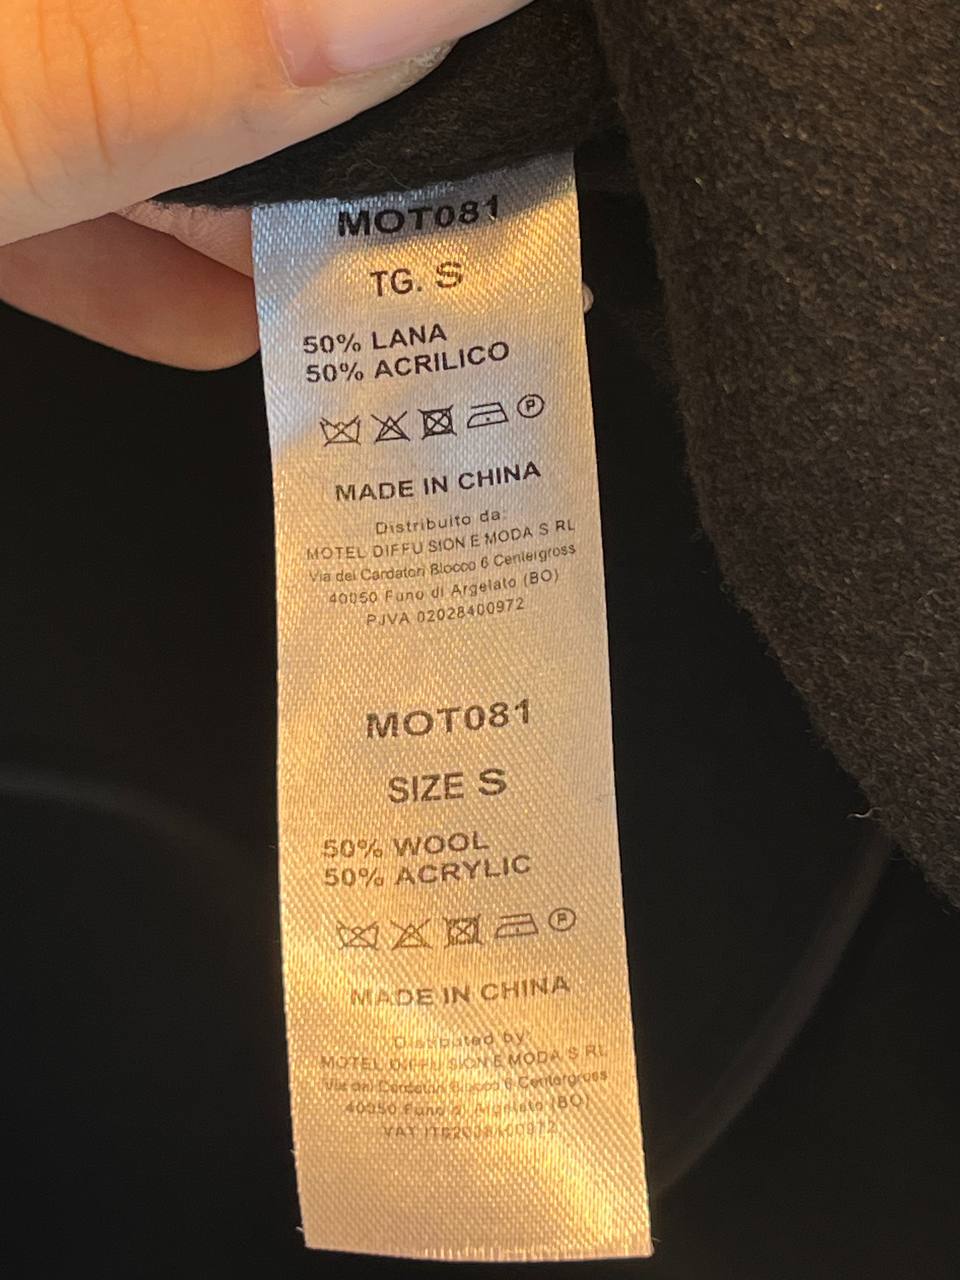 MOT081
TG. S
50% LANA
50% ACRILICO
P
MADE IN CHINA
Distribuito da:
MOTEL DIFFU SION E MODA S RL
Via dei Cardatori Blocco 6 Centergross
40050 Funo di Argelato (BO)
P.IVA 02028400972
MOT081
SIZE S
50% WOOL
50% ACRYLIC
P
MADE IN CHINA
Distributed by:
MOTEL DIFFU SION E MODA S RL
Via dei Cardatori Blocco 6 Centergross
40050 Funo di Argelato (BO)
VAT